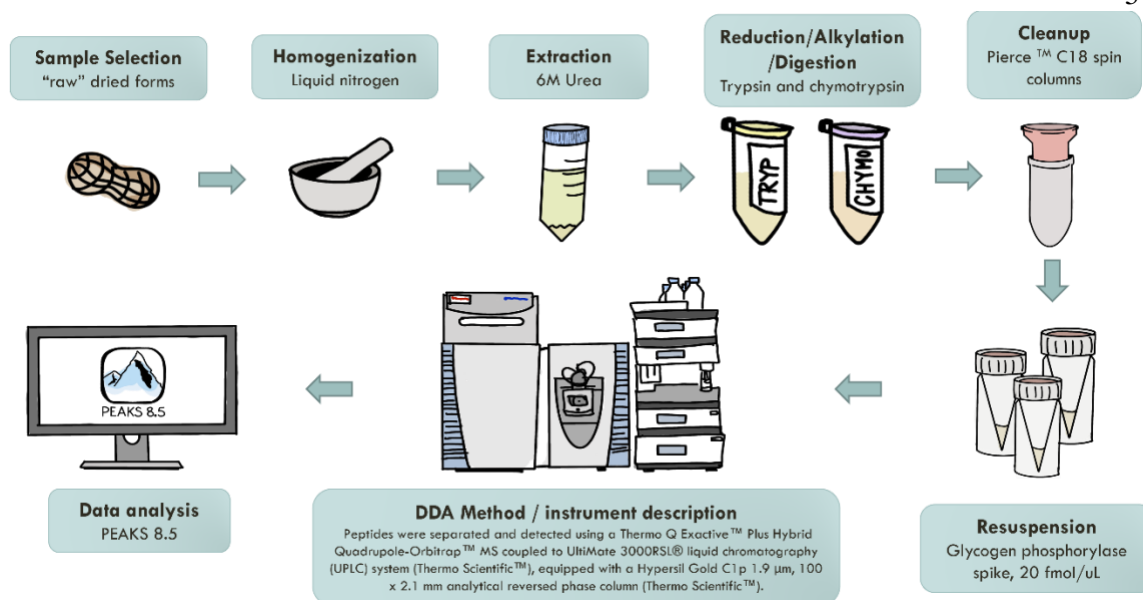 Sample Selection
“raw” dried forms
Homogenization
Liquid nitrogen
Extraction
6M Urea
Reduction/Alkylation
/Digestion
Trypsin and chymotrypsin
Cleanup
Pierce ™ C18 spin
columns
TRYP
CHYMO
PEAKS 8.5
Data analysis
PEAKS 8.5
DDA Method / instrument description
Peptides were separated and detected using a Thermo Q Exactive™ Plus Hybrid
Quadrupole-Orbitrap™ MS coupled to UltiMate 3000RSL® liquid chromatography
(UPLC) system (Thermo Scientific™), equipped with a Hypersil Gold C1p 1.9 μm, 100
x 2.1 mm analytical reversed phase column (Thermo Scientific™).
Resuspension
Glycogen phosphorylase
spike, 20 fmol/uL